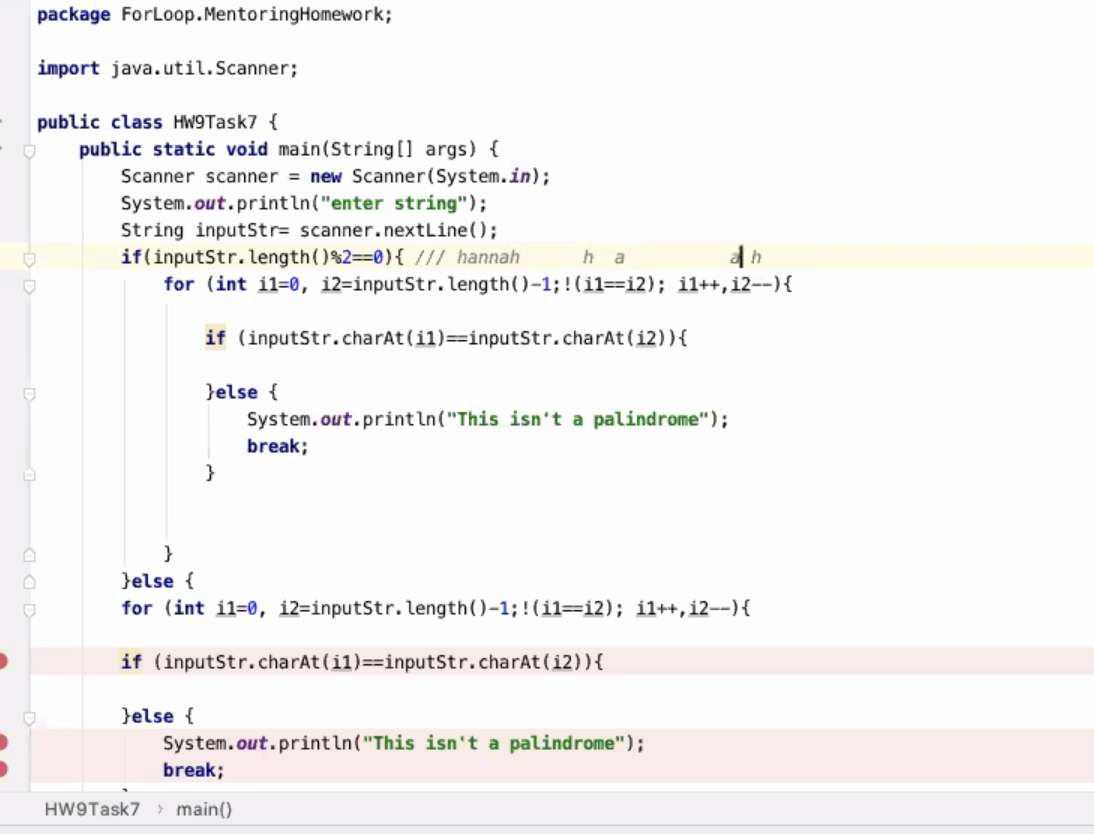 package ForLoop.MentoringHomework;
import java.util.Scanner;
public class HW9Task7 {
public static void main(String[] args) {
Scanner scanner = new Scanner(System.in);
System.out.println("enter string");
String inputStr= scanner.nextLine();
if(inputStr.length()%2==0){ /// hannah h a a h
for (int i1=0, i2=inputStr.length()-1;!(i1==i2); i1++,i2--){
if (inputStr.charAt(i1)==inputStr.charAt(i2)){
}else {
System.out.println("This isn't a palindrome");
break;
}
}
}else {
for (int i1=0, i2=inputStr.length()-1;!(i1==i2); i1++,i2--){
if (inputStr.charAt(i1)==inputStr.charAt(i2)){
}else {
System.out.println("This isn't a palindrome");
break;
HW9Task7 › main()